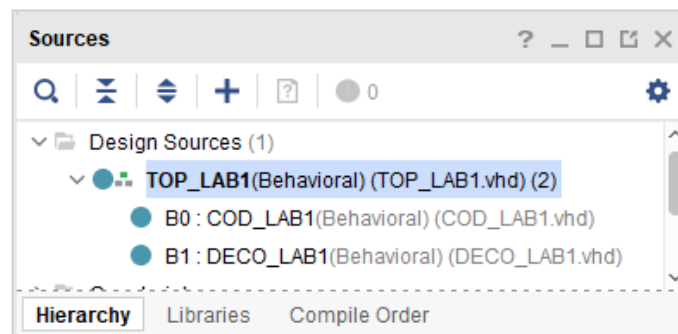 Sources
? _
0
Design Sources (1)
TOP_LAB1(Behavioral) (TOP_LAB1.vhd) (2)
B0 : COD_LAB1(Behavioral) (COD_LAB1.vhd)
B1 : DECO_LAB1(Behavioral) (DECO_LAB1.vhd)
Hierarchy Libraries Compile Order